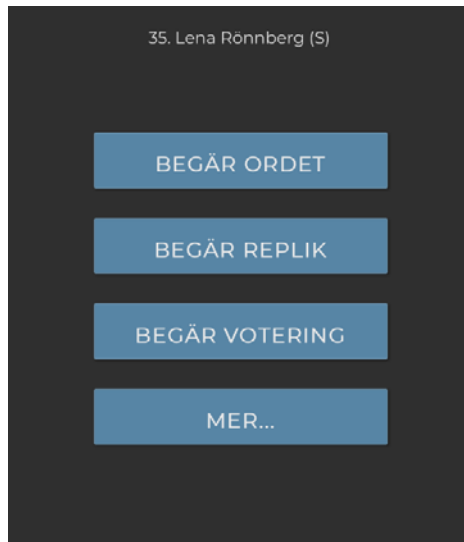 35. Lena Rönnberg (S)
BEGÄR ORDET
BEGÄR REPLIK
BEGÄR VOTERING
MER...